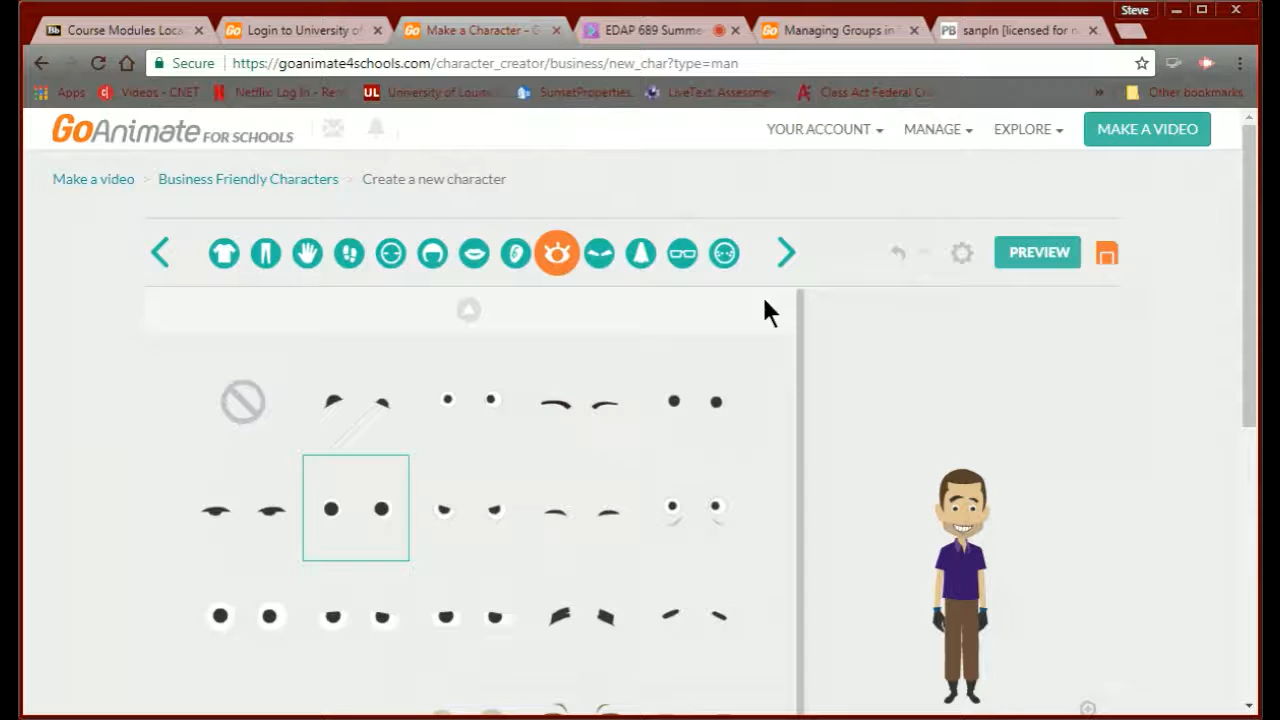 Steve
Course Modules Loca
Login to University of
Make a Character - G
EDAP 689 Summe
Managing Groups in
sanpln [licensed for n
Secure https://goanimate4schools.com/character_creator/business/new_char?type=man
Apps Videos - CNET Netflix Log In - Ren University of Louis SunsetProperties. LiveText Assessme Class Act Federal Cr » Other bookmarks
GoAnimate FOR SCHOOLS YOUR ACCOUNT MANAGE EXPLORE MAKE A VIDEO
Make a video > Business Friendly Characters > Create a new character
PREVIEW